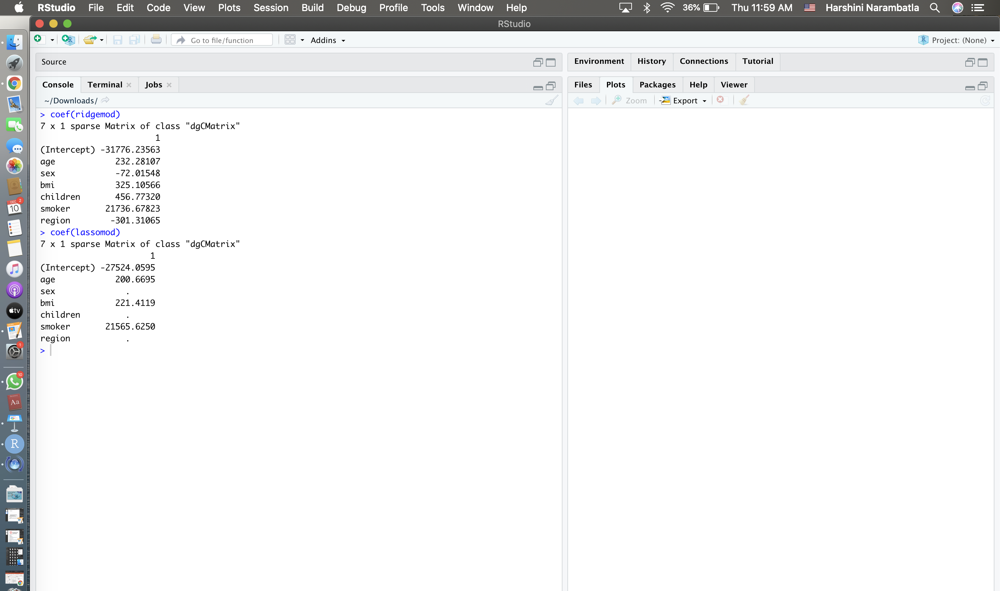 RStudio File Edit Code View Plots Session Build Debug Profile Tools Window Help 36% Thu 11:59 AM Harshini Narambatla
RStudio
Go to file/function Addins Project: (None)
Source
Environment History Connections Tutorial
Console Terminal Jobs
Files Plots Packages Help Viewer
~/Downloads/
Zoom Export
> coef(ridgemod)
7 x 1 sparse Matrix of class "dgCMatrix"
1
(Intercept) -31776.23563
age 232.28107
sex -72.01548
bmi 325.10566
children 456.77320
smoker 21736.67823
region -301.31065
> coef(lassomod)
7 x 1 sparse Matrix of class "dgCMatrix"
1
(Intercept) -27524.0595
age 200.6695
sex .
bmi 221.4119
children .
smoker 21565.6250
region .
>
DEC 2
10
tv
1
10
Aa
R